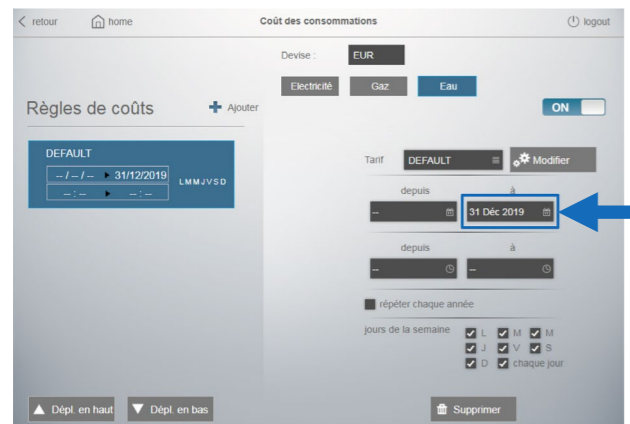 retour home Coût des consommations logout
Devise : EUR
Electricité Gaz Eau
Règles de coûts Ajouter
ON
DEFAULT
-- / -- / -- 31/12/2019
-- : -- -- : --
LMMJVSD
Tarif DEFAULT Modifier
depuis à
-- 31 Déc 2019
depuis à
-- --
répéter chaque année
jours de la semaine L M M
J V S
D chaque jour
Dépl. en haut Dépl. en bas Supprimer